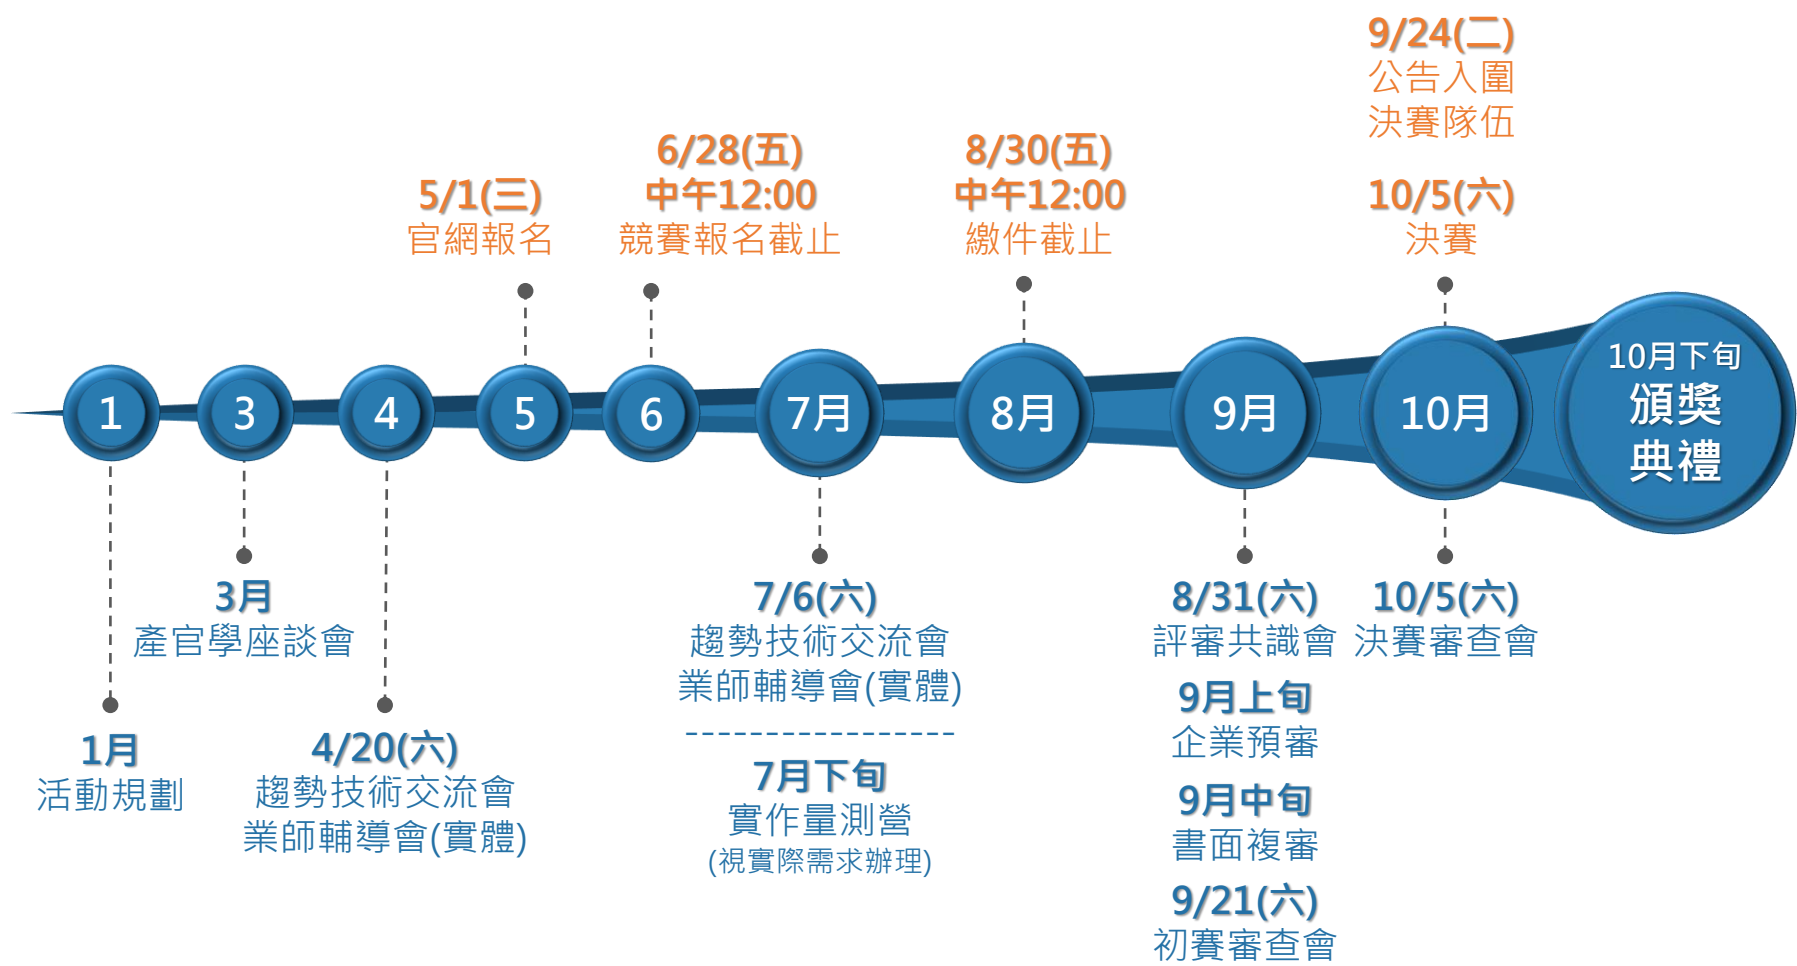 9/24(二)
公告入圍
決賽隊伍
10/5(六)
決賽
5/1(三)
官網報名
6/28(五)
中午12:00
競賽報名截止
8/30(五)
中午12:00
繳件截止
1
3
4
5
6
7月
8月
9月
10月
10月下旬
頒獎
典禮
1月
活動規劃
3月
產官學座談會
4/20(六)
趨勢技術交流會
業師輔導會(實體)
7/6(六)
趨勢技術交流會
業師輔導會(實體)
7月下旬
實作量測營
(視實際需求辦理)
8/31(六)
評審共識會
9月上旬
企業預審
9月中旬
書面複審
9/21(六)
初賽審查會
10/5(六)
決賽審查會